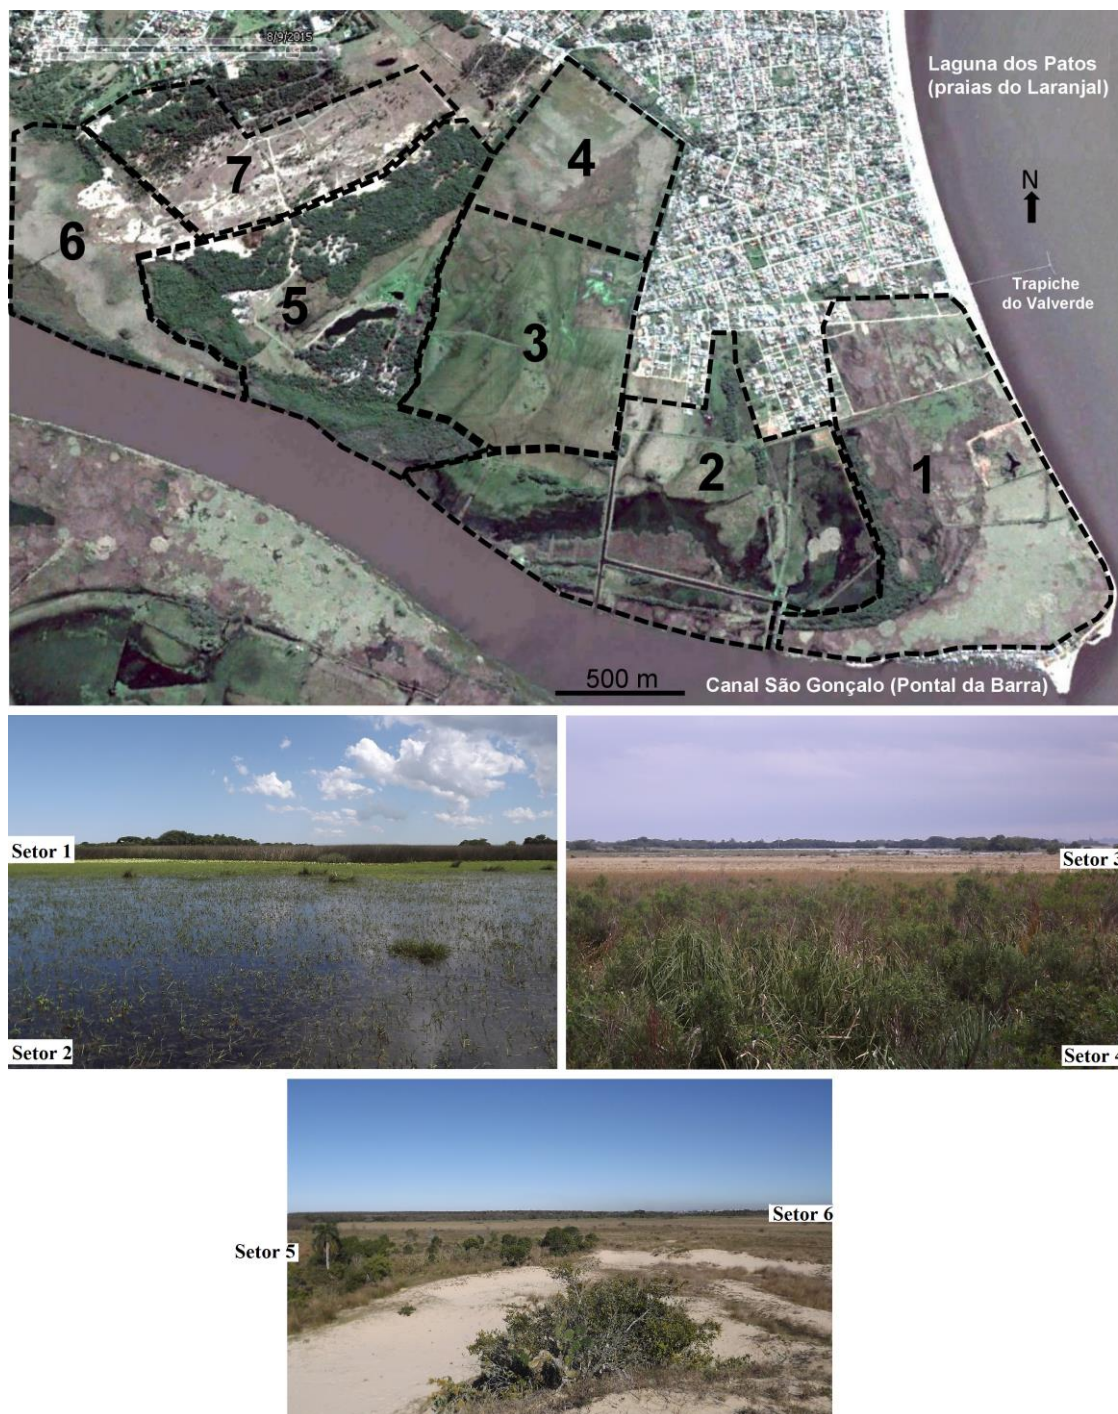 8/9/2015
Laguna dos Patos
(praias do Laranjal)
N
Trapiche
do Valverde
4
7
6
5
3
2
1
500 m
Canal São Gonçalo (Pontal da Barra)
Setor 1
Setor 3
Setor 2
Setor 4
Setor 6
Setor 5